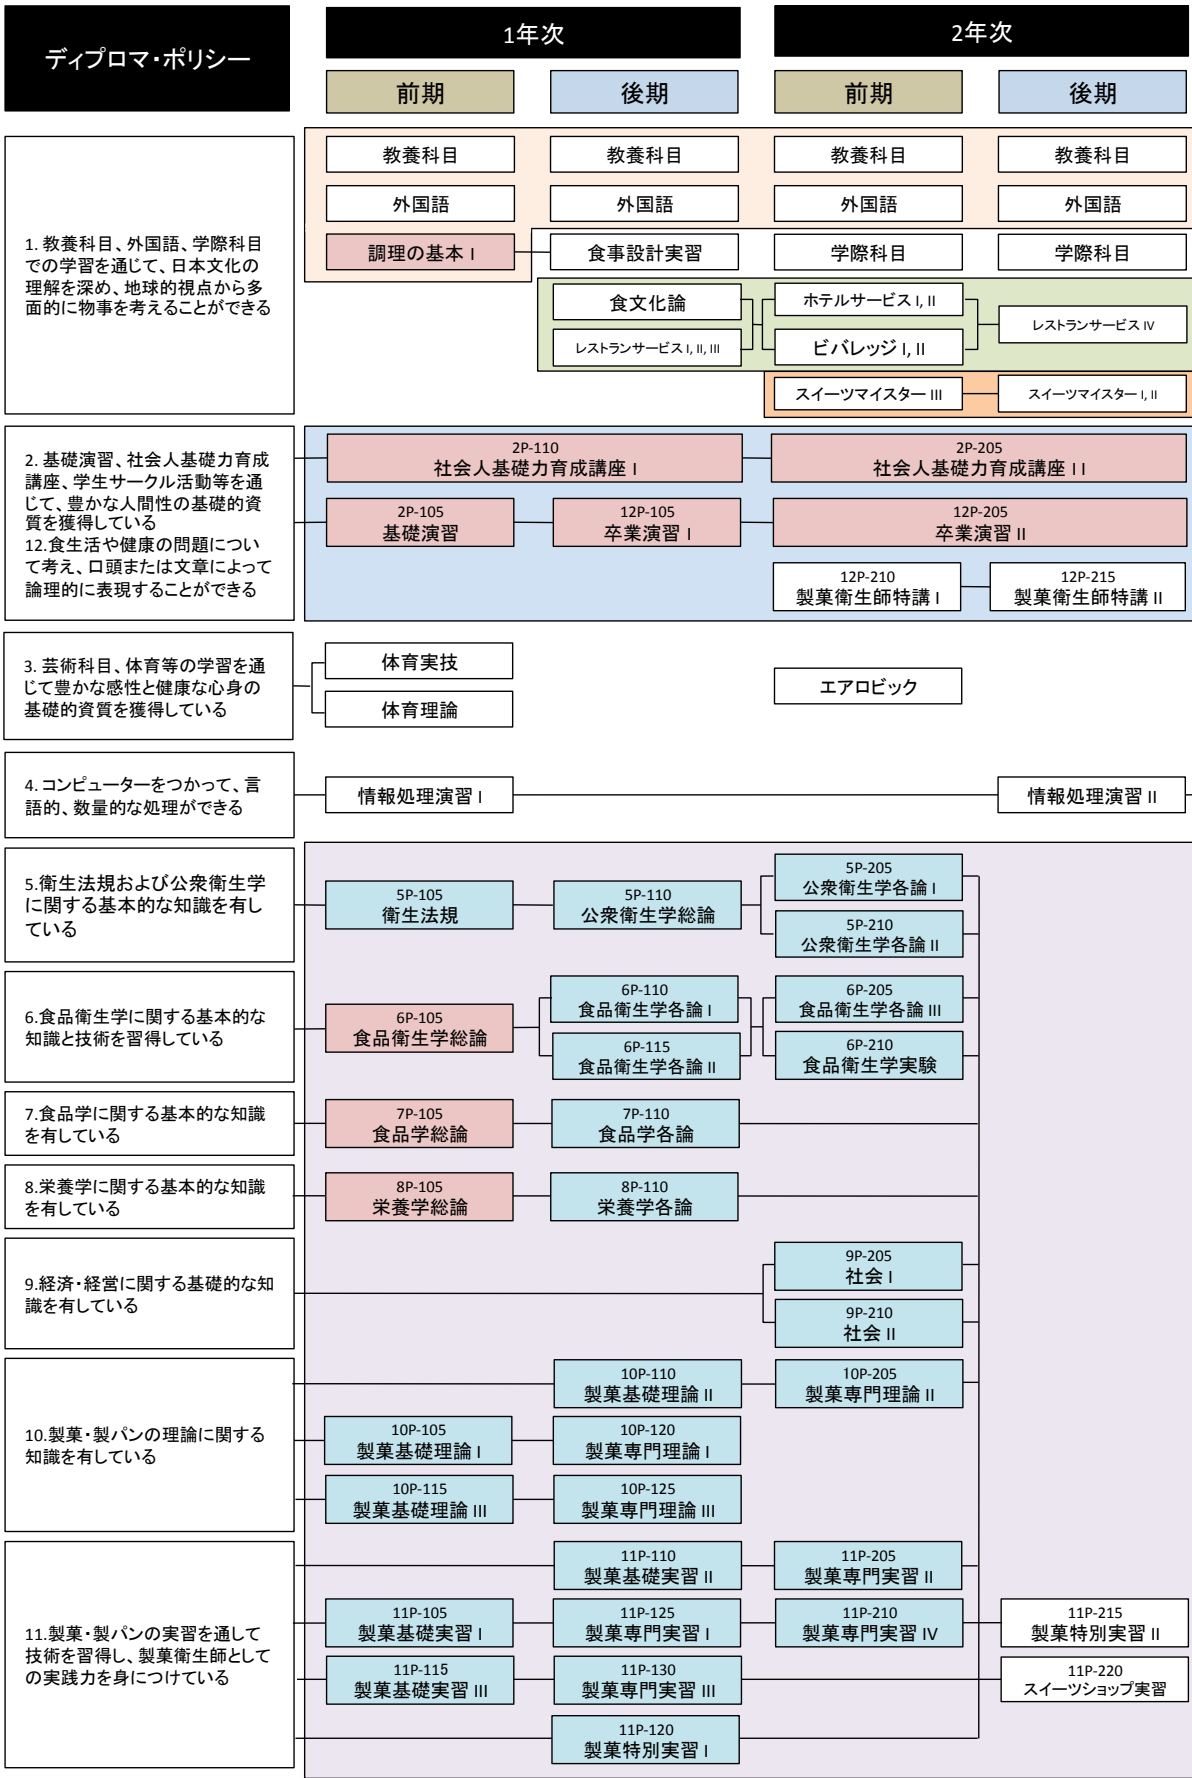 ディプロマ・ポリシー
1年次
2年次
前期
後期
前期
後期
1. 教養科目、外国語、学際科目
での学習を通じて、日本文化の
理解を深め、地球的視点から多
面的に物事を考えることができる
教養科目
教養科目
教養科目
教養科目
外国語
外国語
外国語
外国語
調理の基本 I
食事設計実習
学際科目
学際科目
食文化論
ホテルサービス I, II
レストランサービス I, II, III
ビバレッジ I, II
レストランサービス IV
スイーツマイスター III
スイーツマイスター I, II
2. 基礎演習、社会人基礎力育成
講座、学生サークル活動等を通
じて、豊かな人間性の基礎的資
質を獲得している
12.食生活や健康の問題につい
て考え、口頭または文章によって
論理的に表現することができる
2P-110
社会人基礎力育成講座 I
2P-205
社会人基礎力育成講座 I I
2P-105
基礎演習
12P-105
卒業演習 I
12P-205
卒業演習 II
12P-210
製菓衛生師特講 I
12P-215
製菓衛生師特講 II
3. 芸術科目、体育等の学習を通
じて豊かな感性と健康な心身の
基礎的資質を獲得している
体育実技
体育理論
エアロビック
4. コンピューターをつかって、言
語的、数量的な処理ができる
情報処理演習 I
情報処理演習 II
5.衛生法規および公衆衛生学
に関する基本的な知識を有し
ている
5P-105
衛生法規
5P-110
公衆衛生学総論
5P-205
公衆衛生学各論 I
5P-210
公衆衛生学各論 II
6.食品衛生学に関する基本的な
知識と技術を習得している
6P-105
食品衛生学総論
6P-110
食品衛生学各論 I
6P-115
食品衛生学各論 II
6P-205
食品衛生学各論 III
6P-210
食品衛生学実験
7.食品学に関する基本的な知識
を有している
7P-105
食品学総論
7P-110
食品学各論
8.栄養学に関する基本的な知識
を有している
8P-105
栄養学総論
8P-110
栄養学各論
9.経済・経営に関する基礎的な知
識を有している
9P-205
社会 I
9P-210
社会 II
10.製菓・製パンの理論に関する
知識を有している
10P-110
製菓基礎理論 II
10P-205
製菓専門理論 II
10P-105
製菓基礎理論 I
10P-120
製菓専門理論 I
10P-115
製菓基礎理論 III
10P-125
製菓専門理論 III
11.製菓・製パンの実習を通して
技術を習得し、製菓衛生師として
の実践力を身につけている
11P-110
製菓基礎実習 II
11P-205
製菓専門実習 II
11P-105
製菓基礎実習 I
11P-125
製菓専門実習 I
11P-210
製菓専門実習 IV
11P-215
製菓特別実習 II
11P-115
製菓基礎実習 III
11P-130
製菓専門実習 III
11P-220
スイーツショップ実習
11P-120
製菓特別実習 I